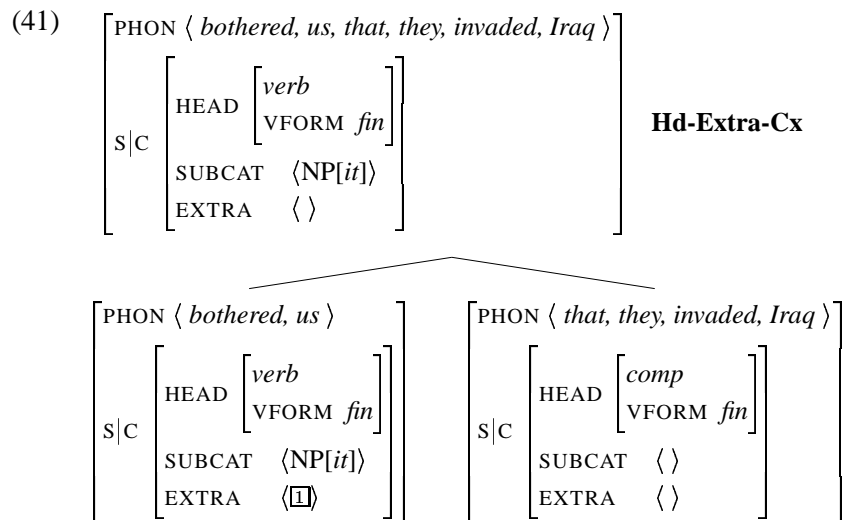 (41)
[PHON ⟨ bothered, us, that, they, invaded, Iraq ⟩
S|C [HEAD [verb
VFORM fin]
SUBCAT ⟨NP[it]⟩
EXTRA ⟨ ⟩]]
Hd-Extra-Cx
[PHON ⟨ bothered, us ⟩
S|C [HEAD [verb
VFORM fin]
SUBCAT ⟨NP[it]⟩
EXTRA ⟨1⟩]]
[PHON ⟨ that, they, invaded, Iraq ⟩
S|C [HEAD [comp
VFORM fin]
SUBCAT ⟨ ⟩
EXTRA ⟨ ⟩]]